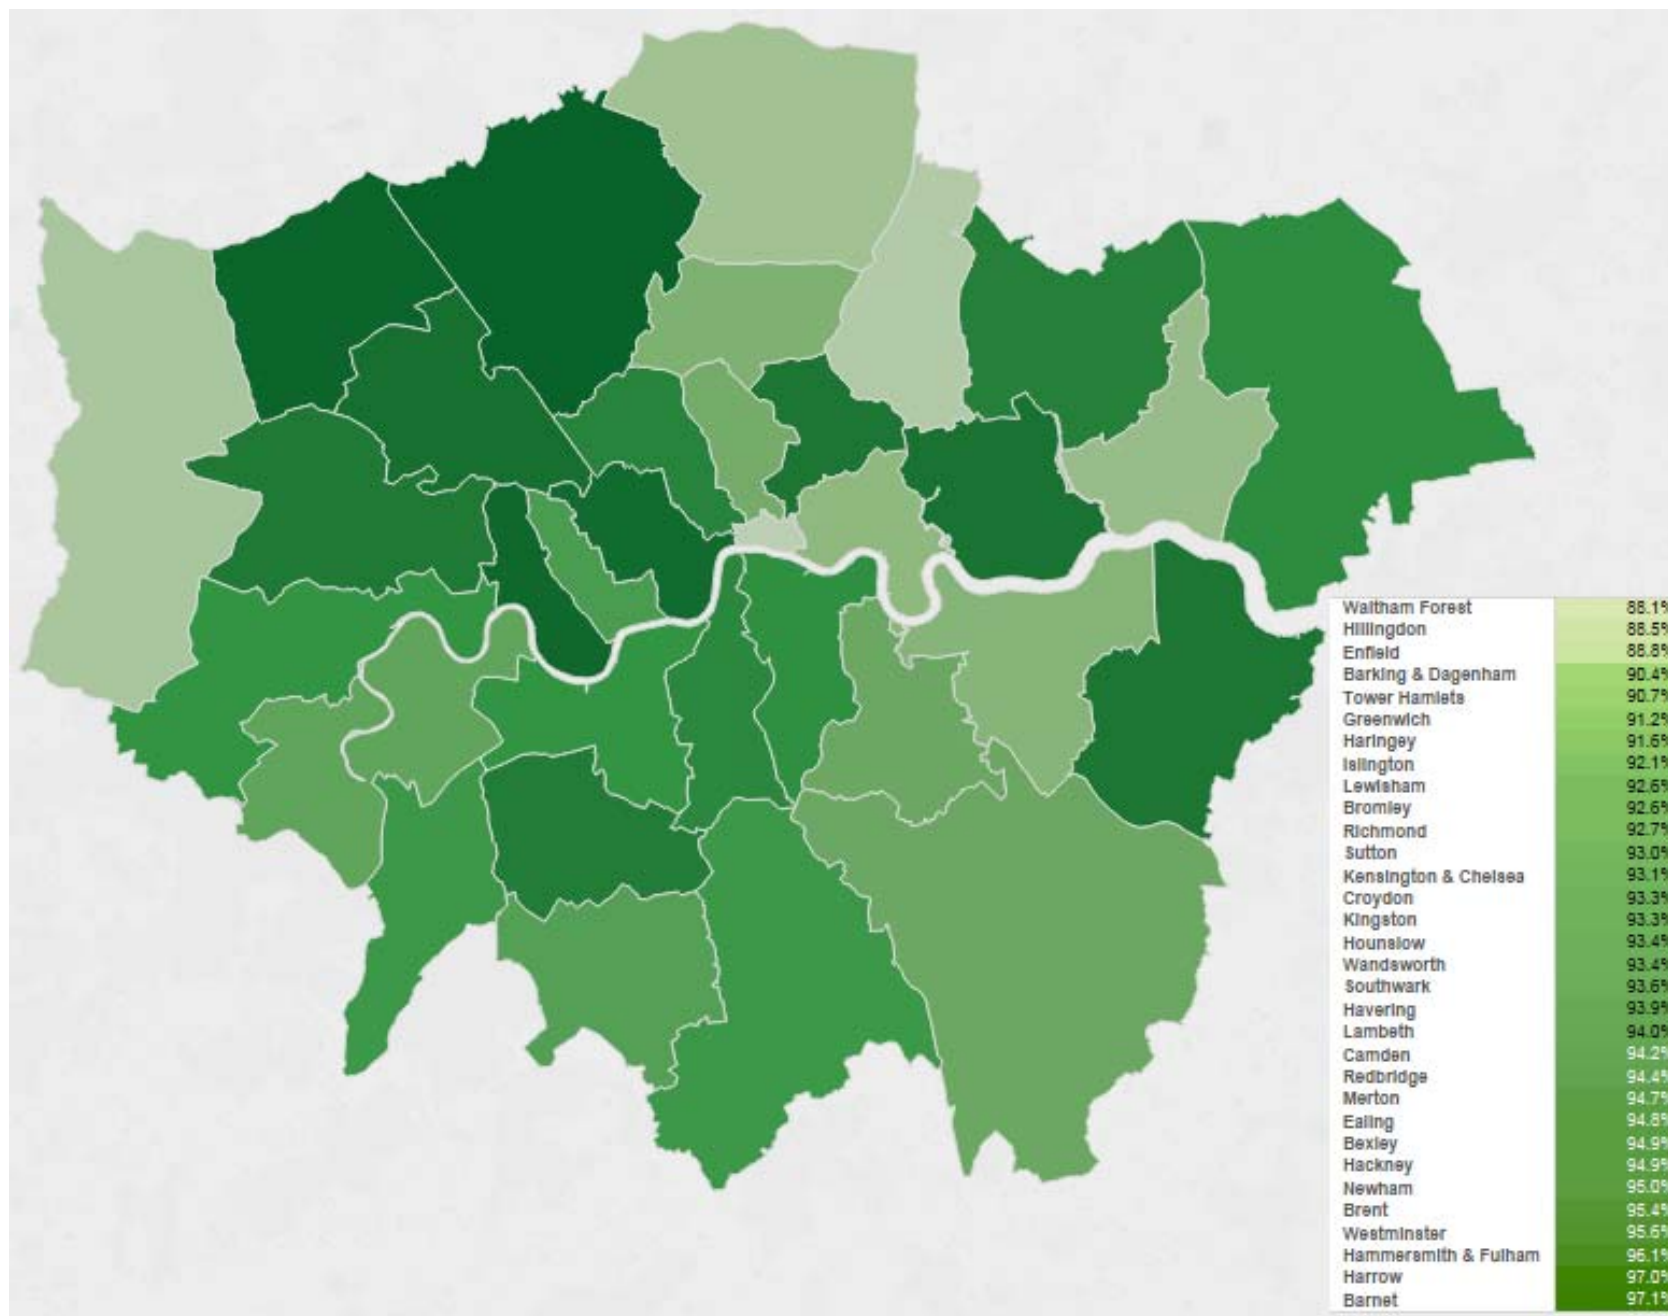 Waltham Forest 88.1%
Hillingdon 88.5%
Enfield 88.8%
Barking & Dagenham 90.4%
Tower Hamlets 90.7%
Greenwich 91.2%
Haringey 91.6%
Islington 92.1%
Lewisham 92.6%
Bromley 92.6%
Richmond 92.7%
Sutton 93.0%
Kensington & Chelsea 93.1%
Croydon 93.3%
Kingston 93.3%
Hounslow 93.4%
Wandsworth 93.4%
Southwark 93.6%
Havering 93.9%
Lambeth 94.0%
Camden 94.2%
Redbridge 94.4%
Merton 94.7%
Ealing 94.8%
Bexley 94.9%
Hackney 94.9%
Newham 95.0%
Brent 95.4%
Westminster 95.6%
Hammersmith & Fulham 96.1%
Harrow 97.0%
Barnet 97.1%